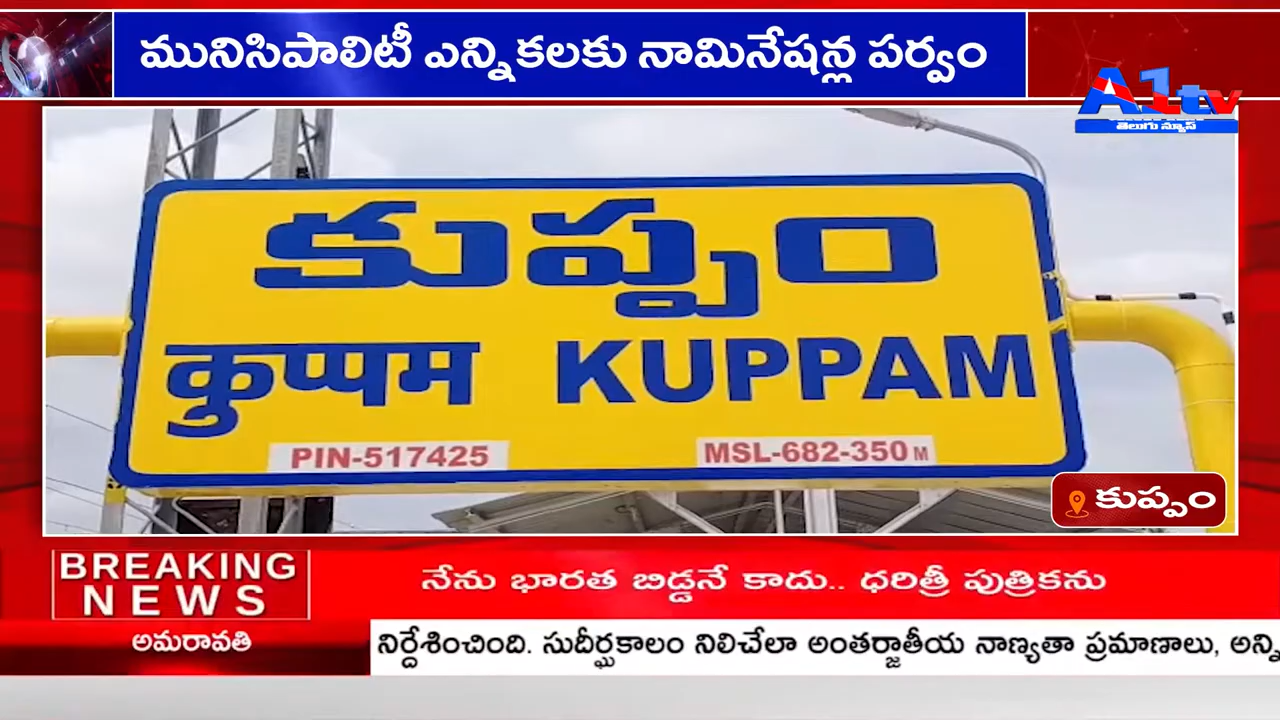 మునిసిపాలిటీ ఎన్నికలకు నామినేషన్ల పర్వం
A1tv
తెలుగు న్యూస్
కుప్పం
कुप्पम KUPPAM
PIN-517425 MSL-682-350 M
కుప్పం
BREAKING NEWS
నేను భారత బిడ్డనే కాదు.. ధరిత్రీ పుత్రికను
అమరావతి
నిర్దేశించింది. సుదీర్ఘకాలం నిలిచేలా అంతర్జాతీయ నాణ్యతా ప్రమాణాలు, అన్ని